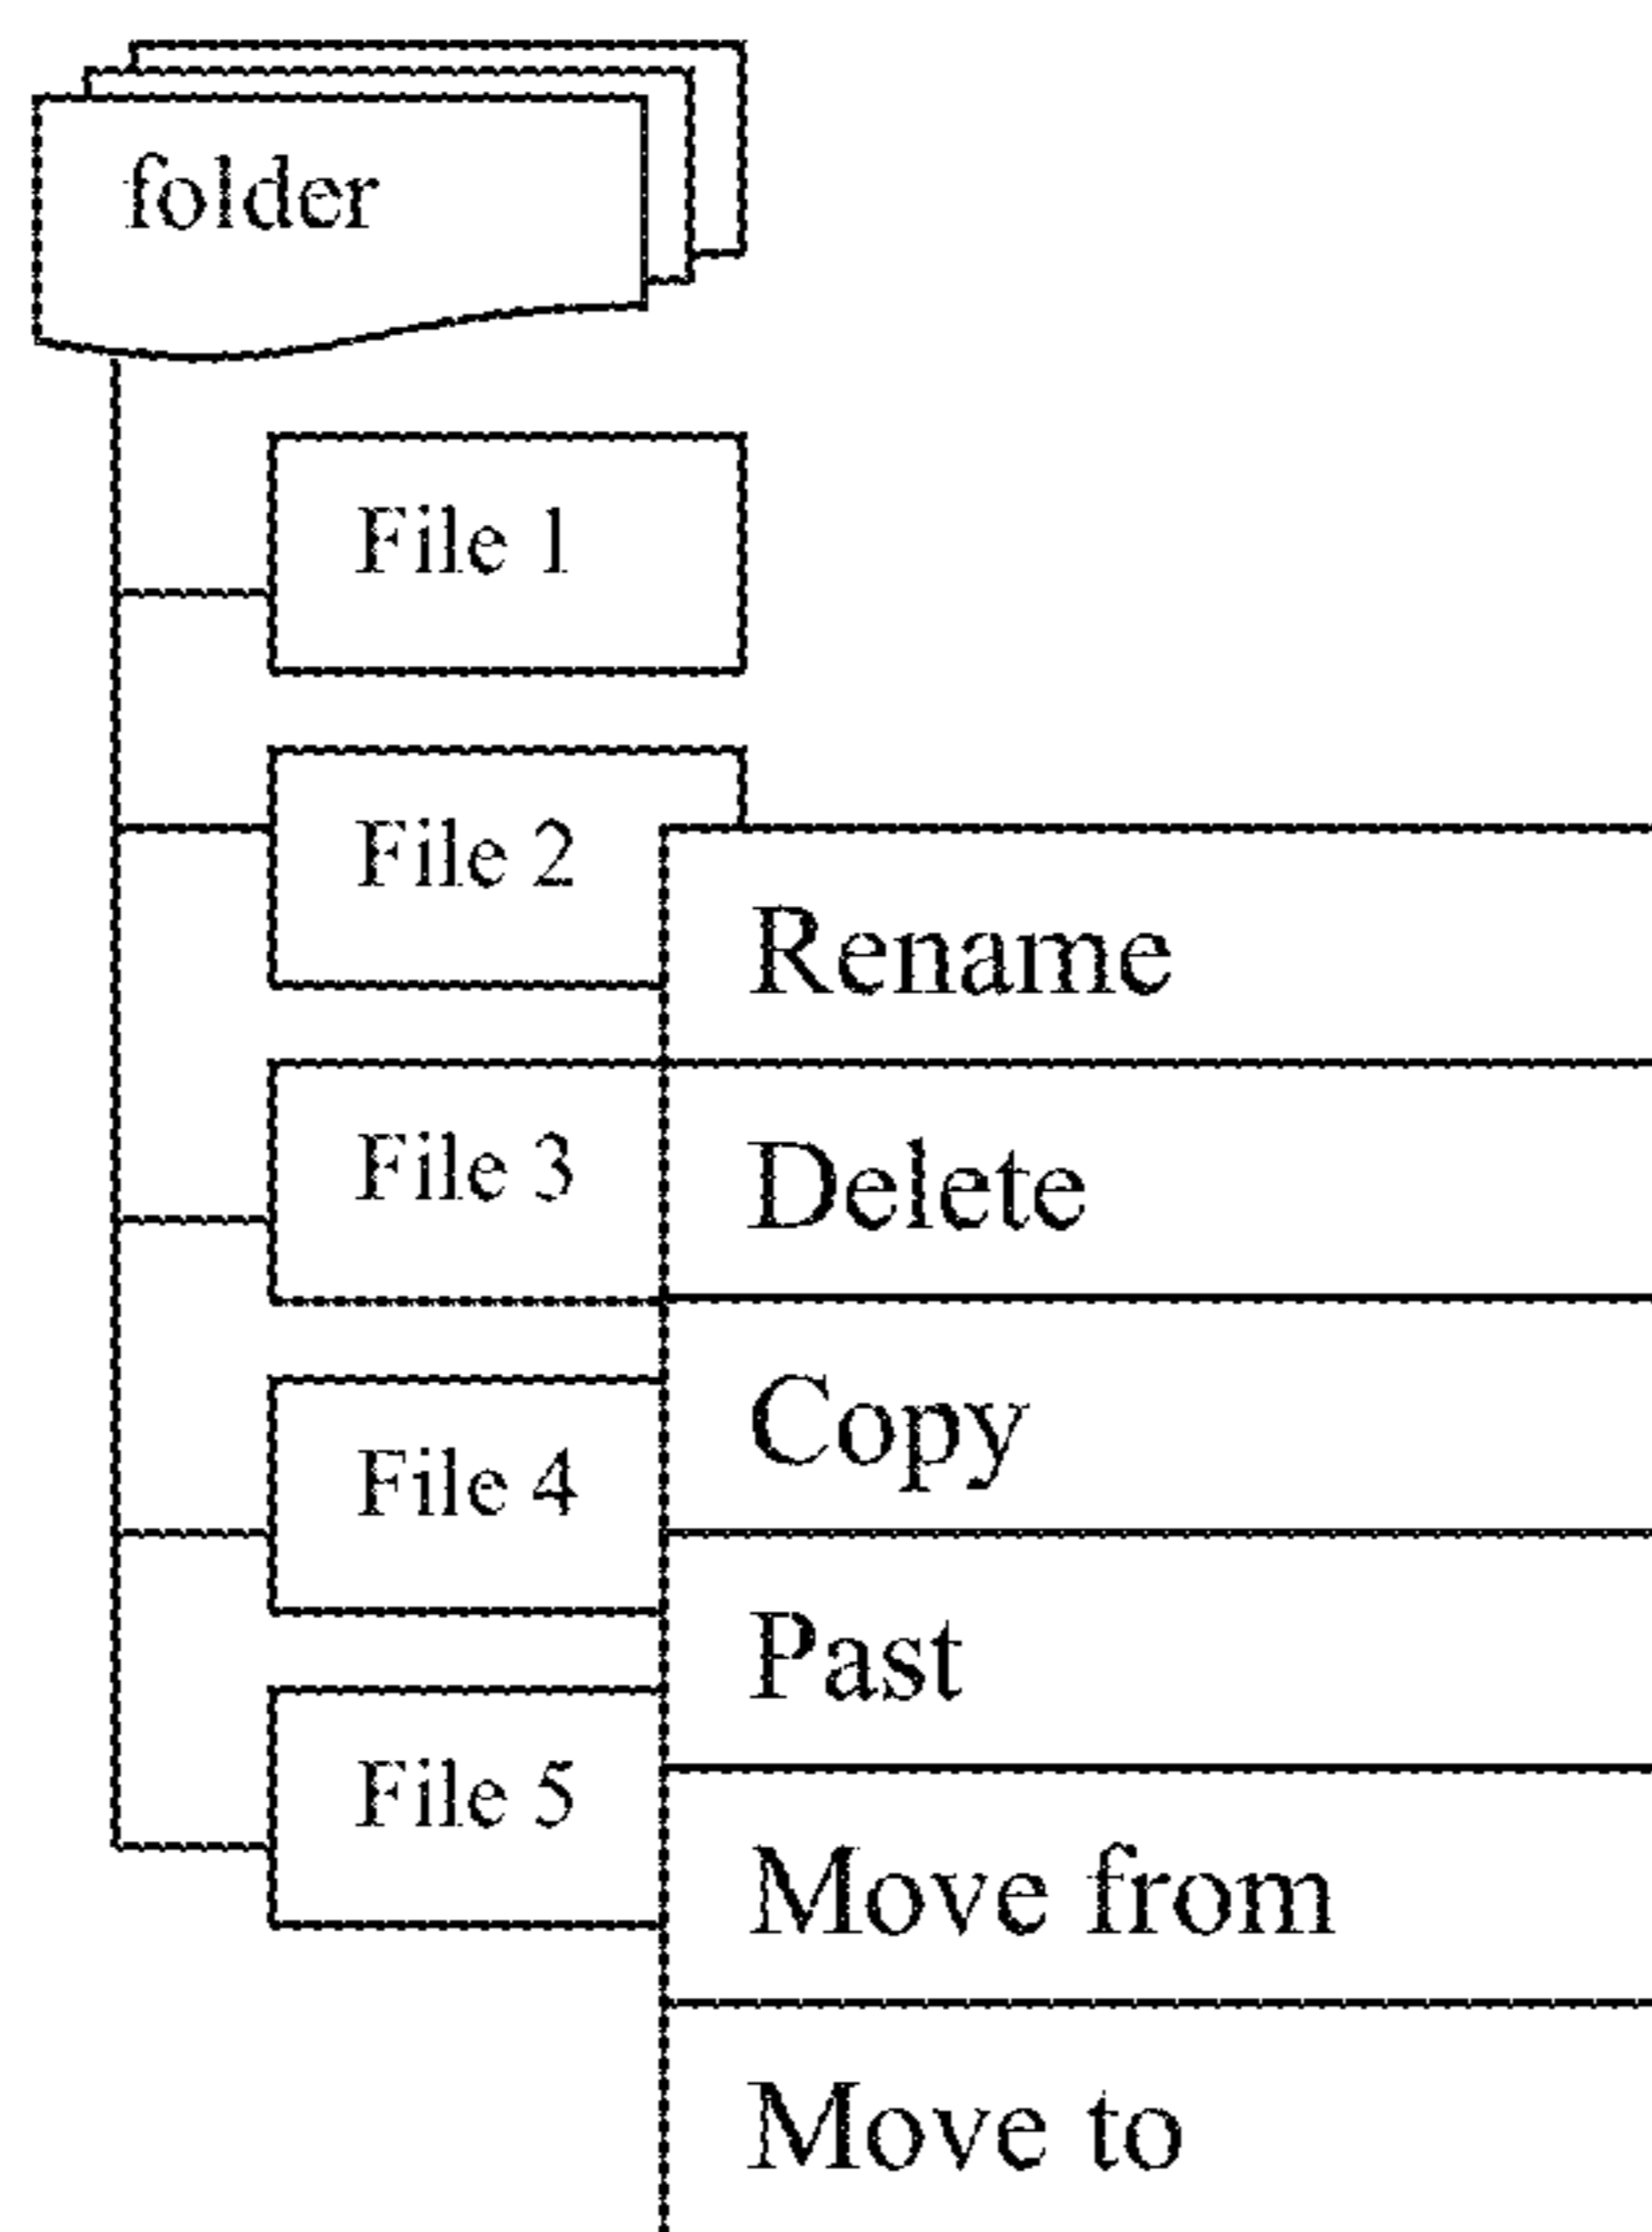 folder
File 1
File 2
Rename
File 3
Delete
Copy
File 4
Past
File 5
Move from
Move to